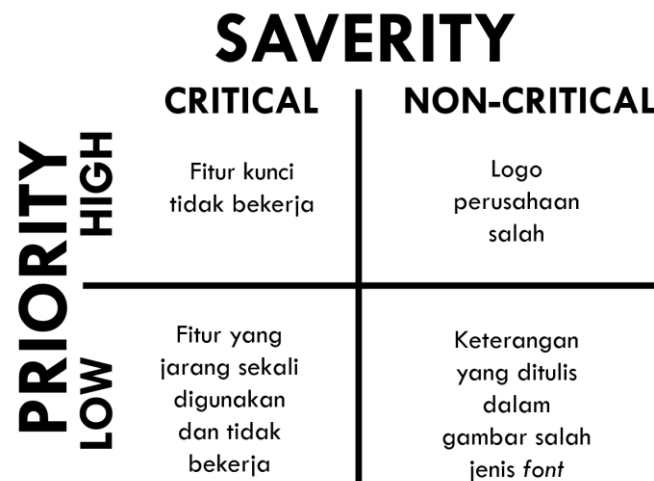 SAVERITY
CRITICAL
NON-CRITICAL
PRIORITY
HIGH
Fitur kunci
tidak bekerja
Logo
perusahaan
salah
LOW
Fitur yang
jarang sekali
digunakan
dan tidak
bekerja
Keterangan
yang ditulis
dalam
gambar salah
jenis font